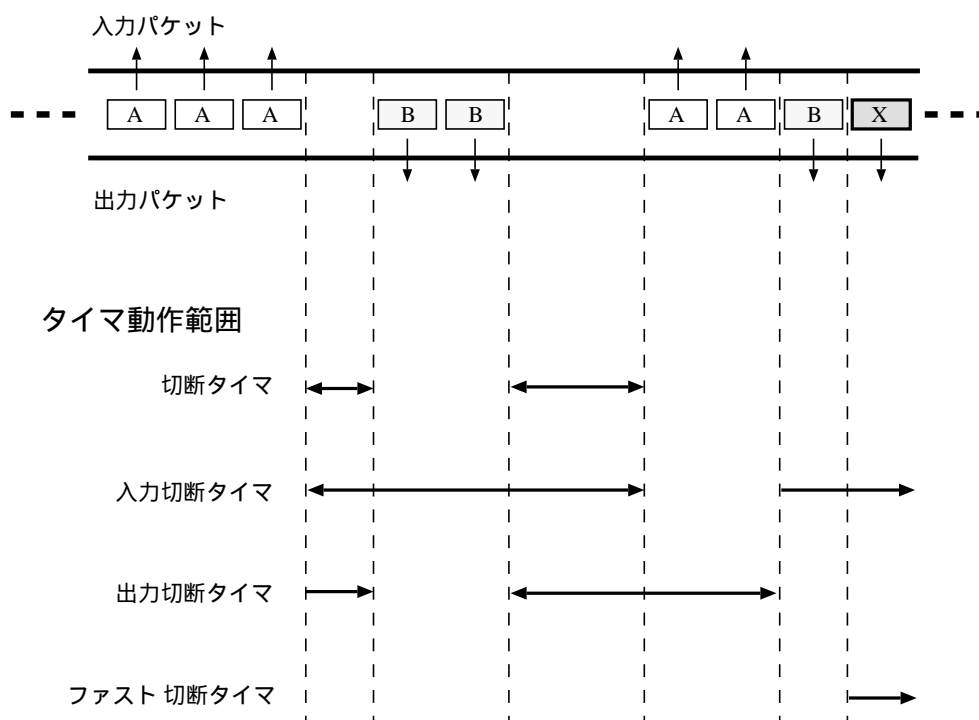 入力パケット
A A A B B A A B X
出力パケット
タイマ動作範囲
切断タイマ
入力切断タイマ
出力切断タイマ
ファスト 切断タイマ